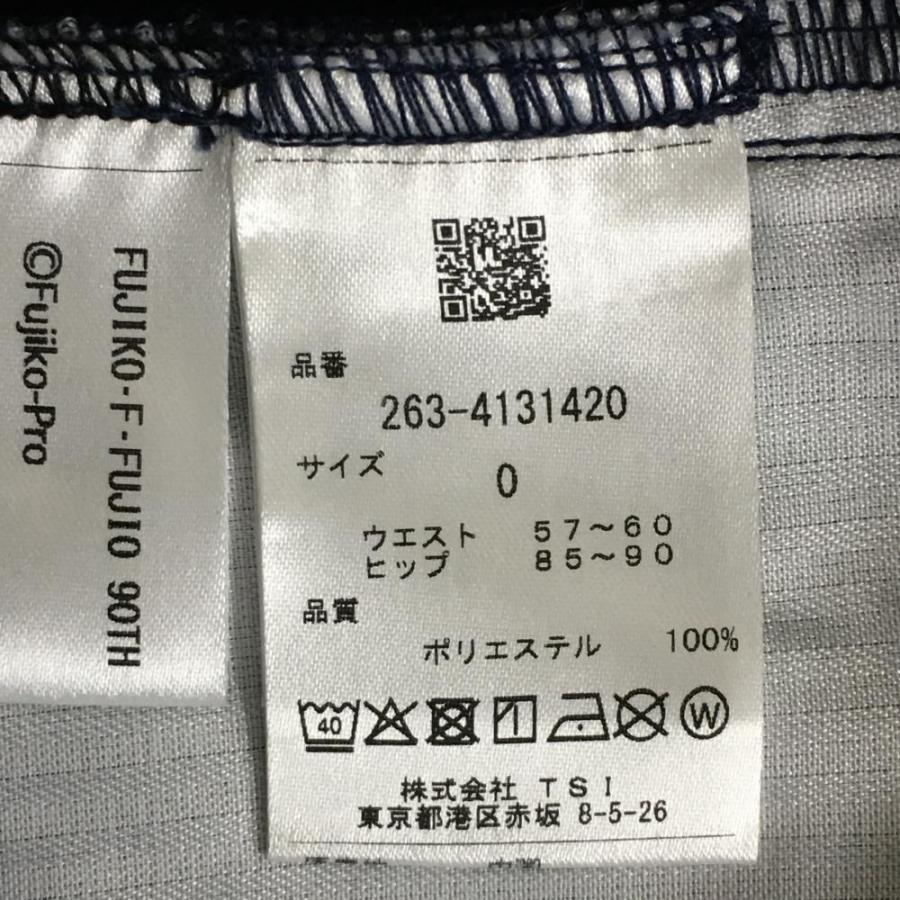 ©Fujiko-Pro
FUJIKO-F-FUJIO 90TH
品番
263-4131420
サイズ
0
ウエスト 57～60
ヒップ 85～90
品質
ポリエステル 100%
40
W
株式会社 TSI
東京都港区赤坂 8-5-26